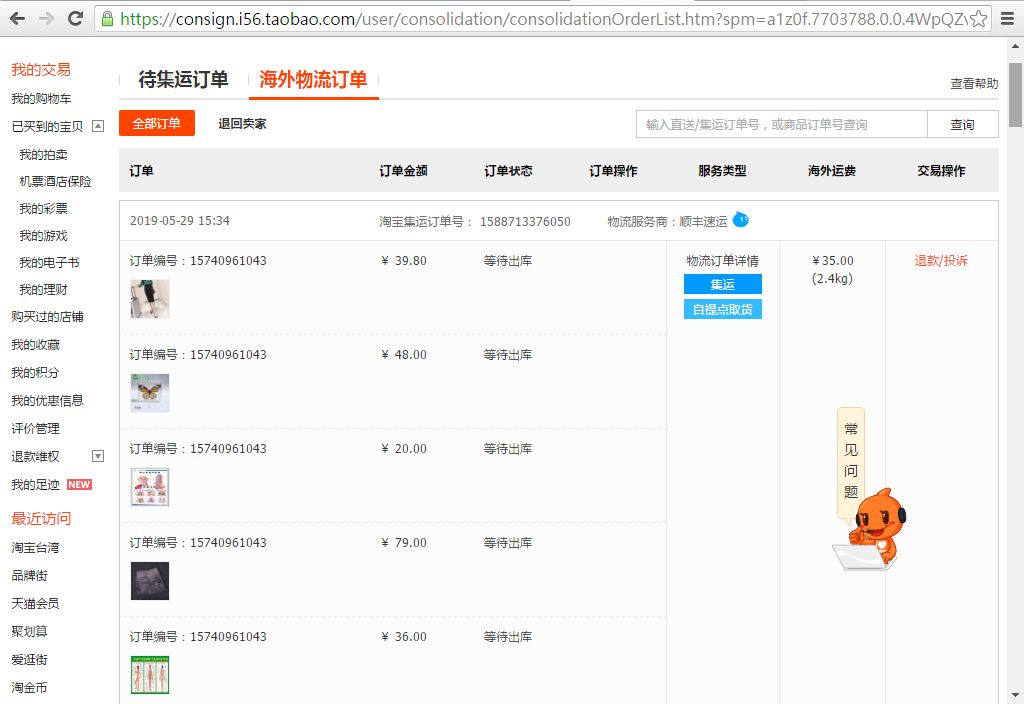 https://consign.i56.taobao.com/user/consolidation/consolidationOrderList.htm?spm=a1z0f.7703788.0.0.4WpQZ
我的交易
我的购物车
已买到的宝贝
我的拍卖
机票酒店保险
我的彩票
我的游戏
我的电子书
我的理财
购买过的店铺
我的收藏
我的积分
我的优惠信息
评价管理
退款维权
我的足迹 NEW
最近访问
淘宝台湾
品牌街
天猫会员
聚划算
爱逛街
淘金币
待集运订单 海外物流订单 查看帮助
全部订单 退回卖家 输入直送/集运订单号，或商品订单号查询 查询
订单 订单金额 订单状态 订单操作 服务类型 海外运费 交易操作
2019-05-29 15:34 淘宝集运订单号： 1588713376050 物流服务商：顺丰速运
订单编号：15740961043 ￥ 39.80 等待出库 物流订单详情 ￥35.00 退款/投诉
集运 (2.4kg)
自提点取货
订单编号：15740961043 ￥ 48.00 等待出库
订单编号：15740961043 ￥ 20.00 等待出库
订单编号：15740961043 ￥ 79.00 等待出库
订单编号：15740961043 ￥ 36.00 等待出库
常见问题